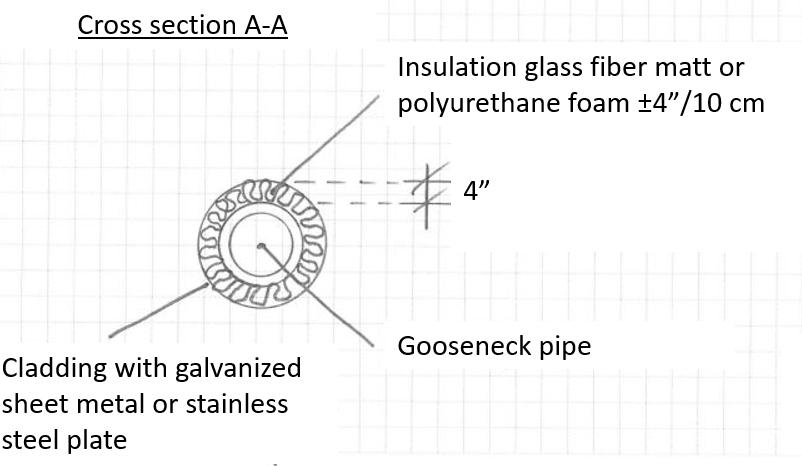 Cross section A-A
Insulation glass fiber matt or
polyurethane foam ±4”/10 cm
4”
Gooseneck pipe
Cladding with galvanized
sheet metal or stainless
steel plate